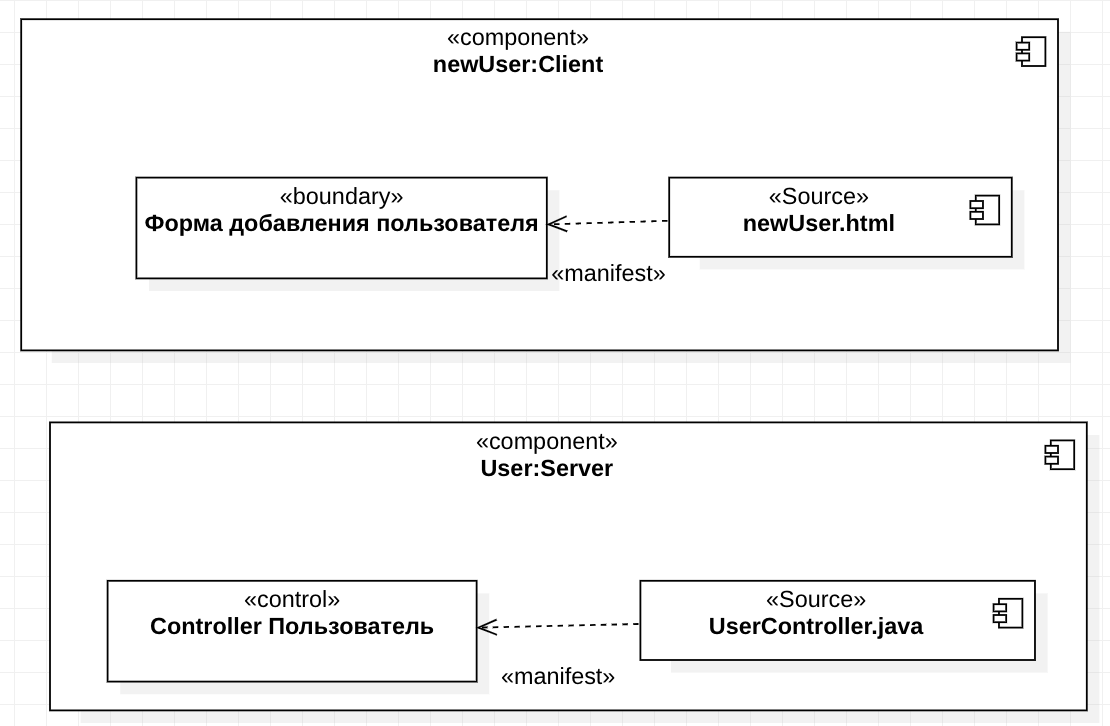 «component»
newUser:Client
«boundary»
Форма добавления пользователя
«Source»
newUser.html
«manifest»
«component»
User:Server
«control»
Controller Пользователь
«Source»
UserController.java
«manifest»